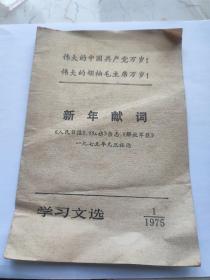 伟大的中国共产党万岁！
伟大的领袖毛主席万岁！
新年献词
《人民日报》、《红旗》杂志、《解放军报》
一九七五年元旦社论
学习文选
1
1975